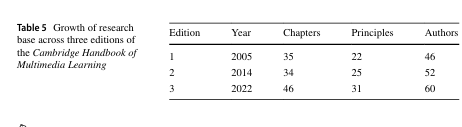 Table 5 Growth of research
base across three editions of
the Cambridge Handbook of
Multimedia Learning
Edition Year Chapters Principles Authors
1 2005 35 22 46
2 2014 34 25 52
3 2022 46 31 60